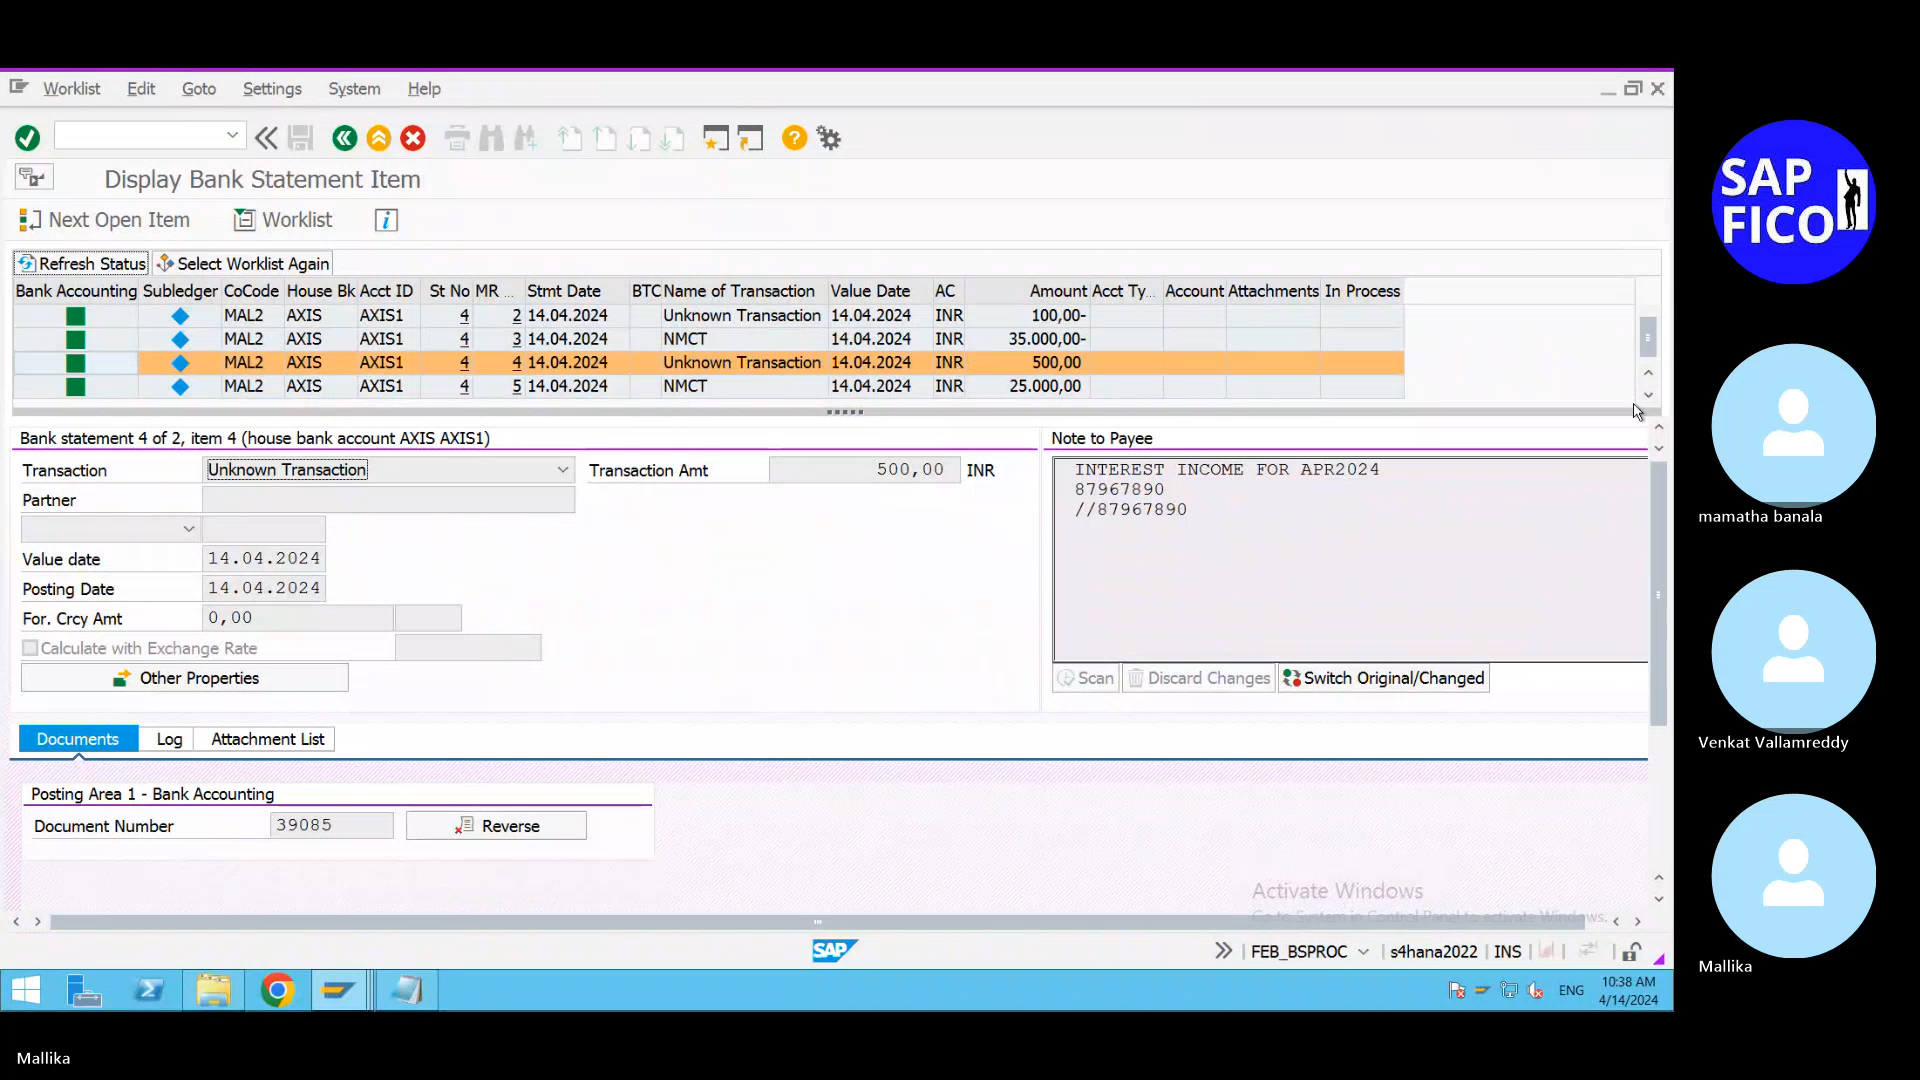 Worklist Edit Goto Settings System Help
Display Bank Statement Item
Next Open Item Worklist
Refresh Status Select Worklist Again
Bank Accounting Subledger CoCode House Bk Acct ID St No MR ... Stmt Date BTC Name of Transaction Value Date AC Amount Acct Ty... Account Attachments In Process
MAL2 AXIS AXIS1 4 2 14.04.2024 Unknown Transaction 14.04.2024 INR 100,00-
MAL2 AXIS AXIS1 4 3 14.04.2024 NMCT 14.04.2024 INR 35.000,00-
MAL2 AXIS AXIS1 4 4 14.04.2024 Unknown Transaction 14.04.2024 INR 500,00
MAL2 AXIS AXIS1 4 5 14.04.2024 NMCT 14.04.2024 INR 25.000,00
Bank statement 4 of 2, item 4 (house bank account AXIS AXIS1)
Transaction Unknown Transaction Transaction Amt 500,00 INR
Partner
Value date 14.04.2024
Posting Date 14.04.2024
For. Crcy Amt 0,00
Calculate with Exchange Rate
Other Properties
Note to Payee
INTEREST INCOME FOR APR2024
87967890
//87967890
Scan Discard Changes Switch Original/Changed
Documents Log Attachment List
Posting Area 1 - Bank Accounting
Document Number 39085 Reverse
Activate Windows
Go to System in Control Panel to activate Windows.
SAP FEB_BSPROC s4hana2022 INS
ENG 10:38 AM
4/14/2024
SAP
FICO
mamatha banala
Venkat Vallamreddy
Mallika
Mallika